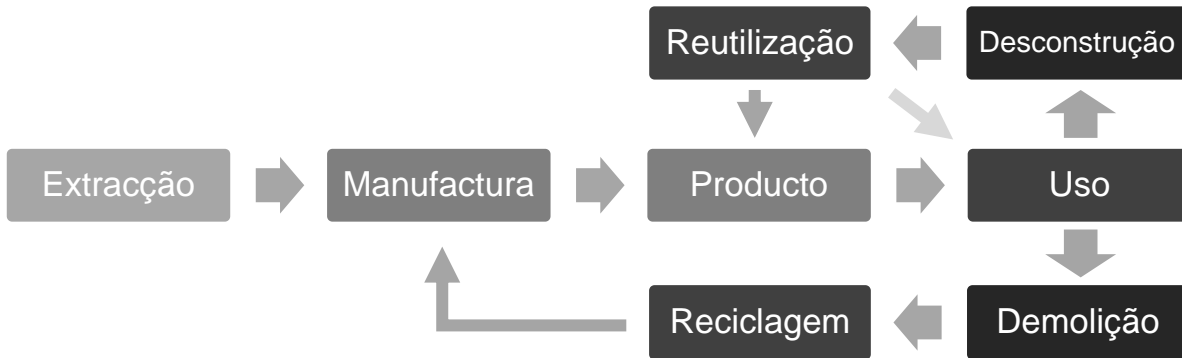 Reutilização
Desconstrução
Extracção
Manufactura
Producto
Uso
Reciclagem
Demolição